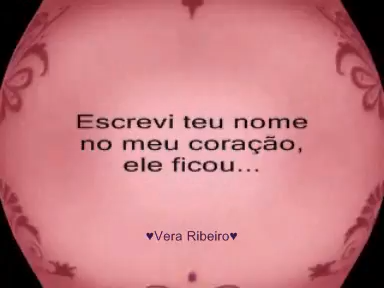 Escrevi teu nome
no meu coração,
ele ficou...
♥Vera Ribeiro♥